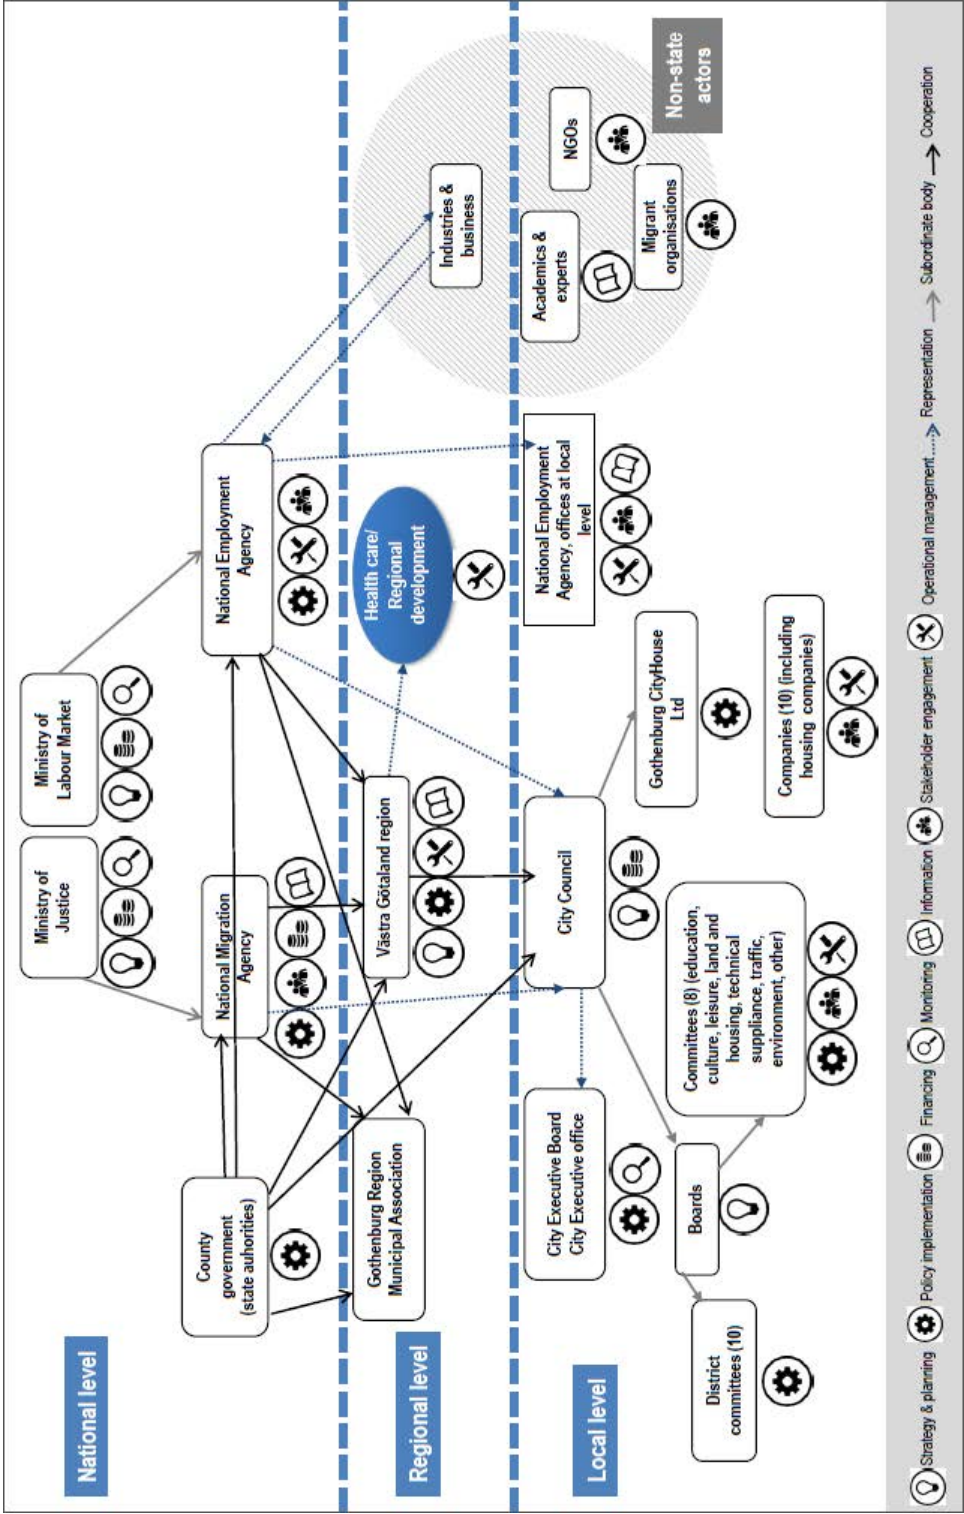 National level
Ministry of
Justice
Ministry of
Labour Market
County
government
(state auhorities)
National Migration
Agency
National Employment
Agency
Regional level
Gothenburg Region
Municipal Association
Västra Götaland region
Health care/
Regional
development
Industries &
business
Local level
City Executive Board
City Executive office
City Council
National Employment
Agency, offices at local
level
Academics &
experts
NGOs
Migrant
organisations
Non-state
actors
Boards
District
committees (10)
Committees (8) (education,
culture, leisure, land and
housing, technical
suppliance, traffic,
environment, other)
Gothenburg CityHouse
Ltd
Companies (10) (including
housing companies)
Strategy & planning Policy implementation Financing Monitoring Information Stakeholder engagement Operational management Representation Subordinate body Cooperation